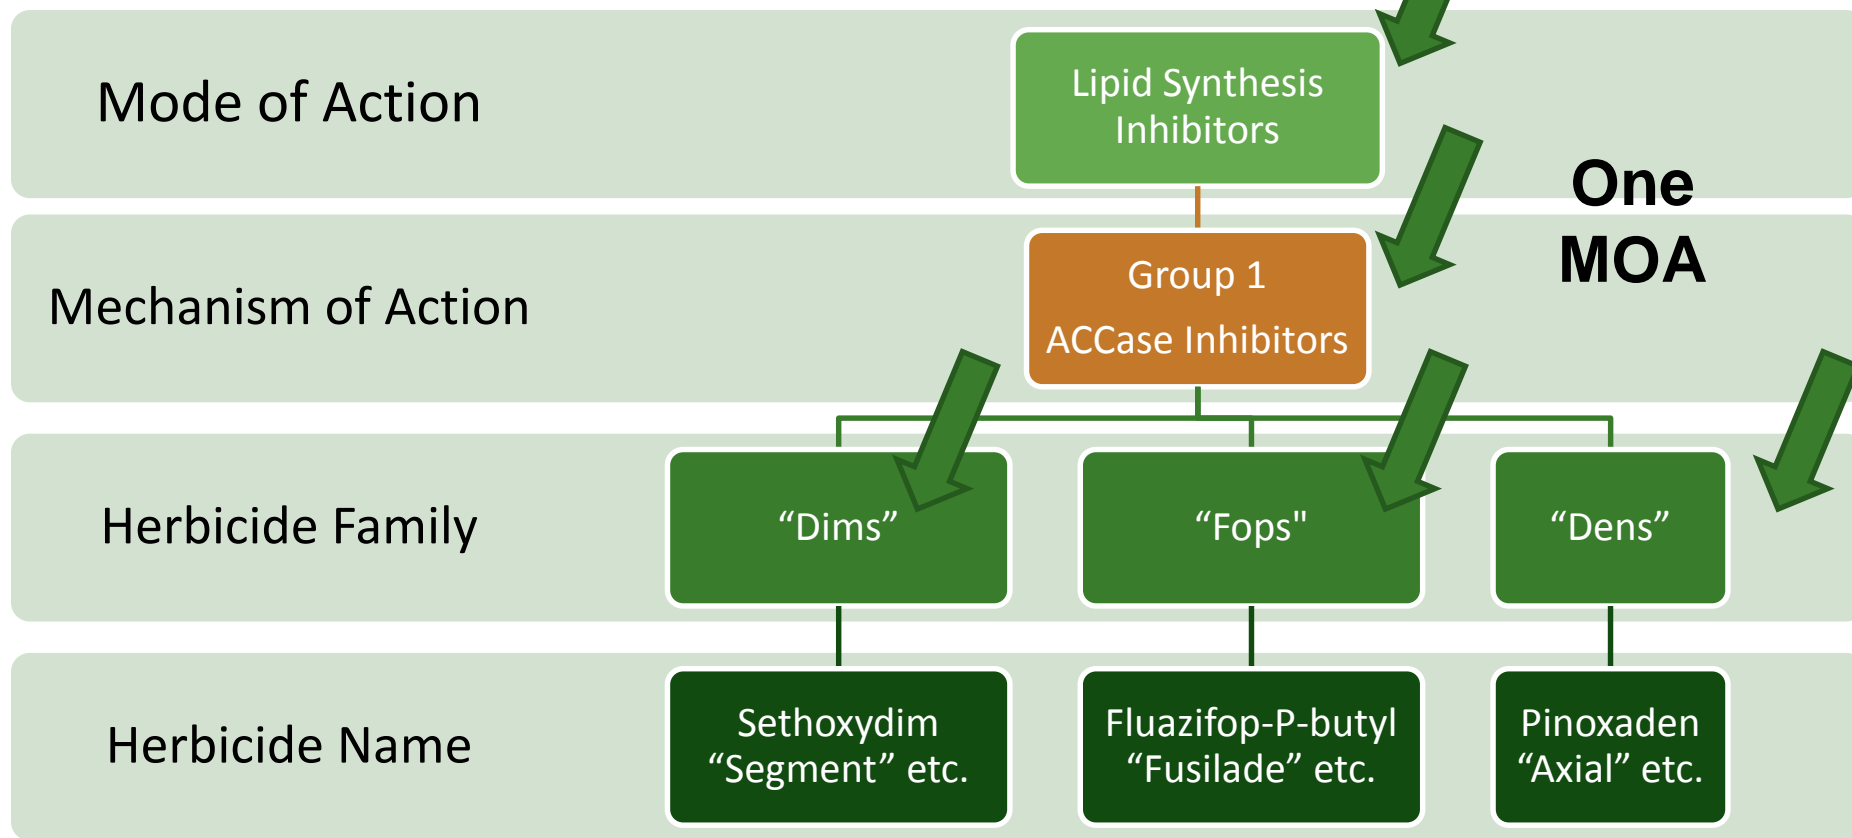 Mode of Action
Lipid Synthesis
Inhibitors
One
MOA
Mechanism of Action
Group 1
ACCase Inhibitors
Herbicide Family
“Dims”
“Fops"
“Dens”
Herbicide Name
Sethoxydim
“Segment” etc.
Fluazifop-P-butyl
“Fusilade” etc.
Pinoxaden
“Axial” etc.